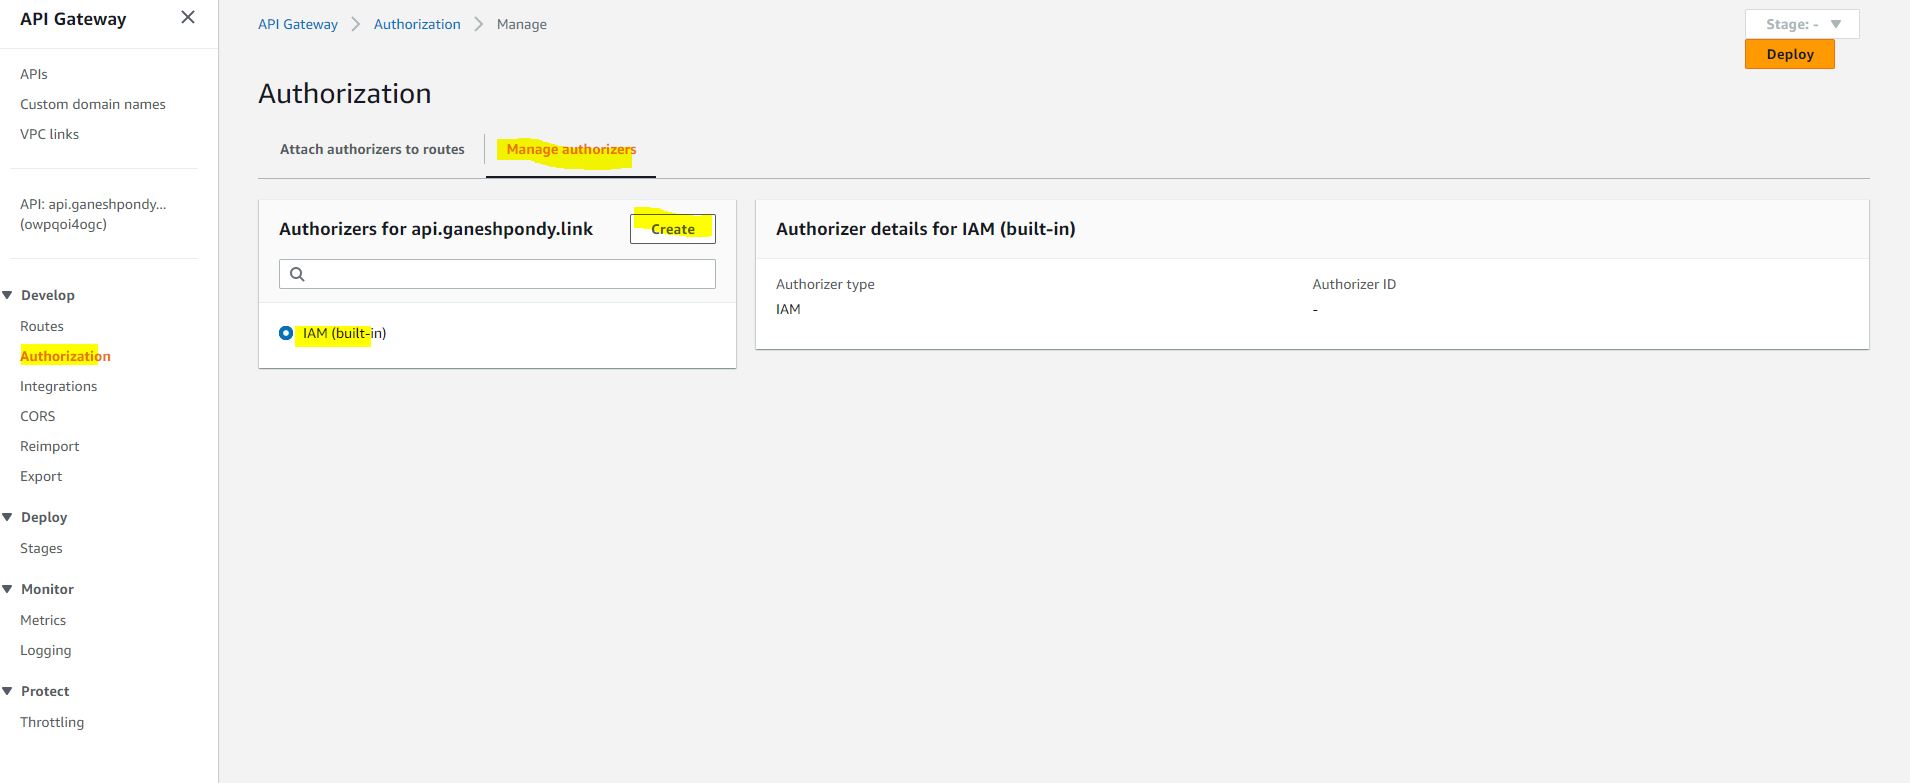 API Gateway
APIs
Custom domain names
VPC links
API: api.ganeshpondy...
(owpqoi4ogc)
Develop
Routes
Authorization
Integrations
CORS
Reimport
Export
Deploy
Stages
Monitor
Metrics
Logging
Protect
Throttling
API Gateway > Authorization > Manage
Stage: -
Deploy
Authorization
Attach authorizers to routes
Manage authorizers
Authorizers for api.ganeshpondy.link
Create
IAM (built-in)
Authorizer details for IAM (built-in)
Authorizer type
IAM
Authorizer ID
-